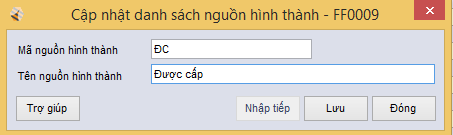 Cập nhật danh sách nguồn hình thành - FF0009
Mã nguồn hình thành ĐC
Tên nguồn hình thành Được cấp
Trợ giúp Nhập tiếp Lưu Đóng